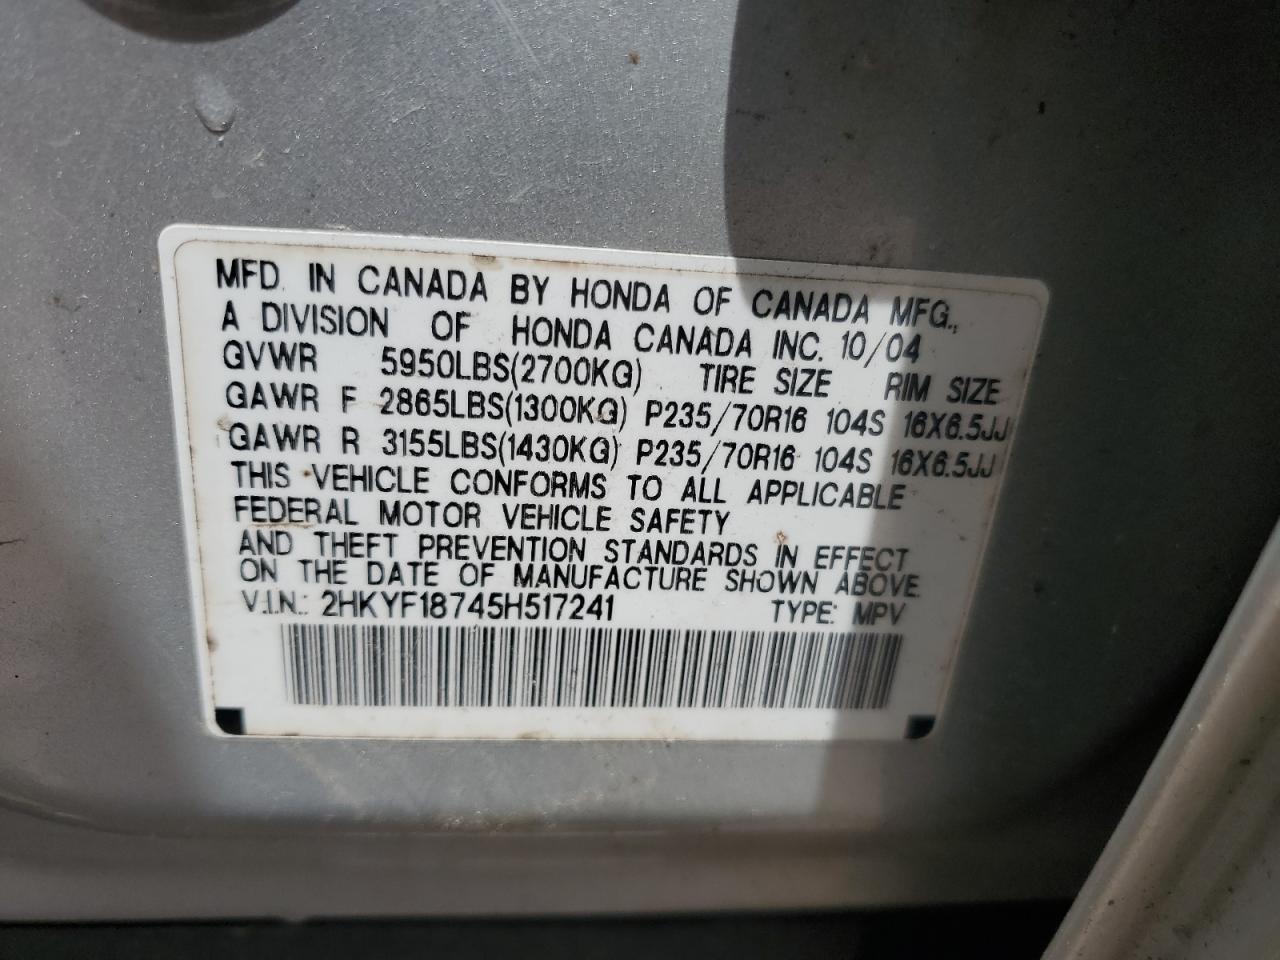 MFD. IN CANADA BY HONDA OF CANADA MFG.,
A DIVISION OF HONDA CANADA INC. 10/04
GVWR 5950LBS(2700KG) TIRE SIZE RIM SIZE
GAWR F 2865LBS(1300KG) P235/70R16 104S 16X6.5JJ
GAWR R 3155LBS(1430KG) P235/70R16 104S 16X6.5JJ
THIS VEHICLE CONFORMS TO ALL APPLICABLE
FEDERAL MOTOR VEHICLE SAFETY
AND THEFT PREVENTION STANDARDS IN EFFECT
ON THE DATE OF MANUFACTURE SHOWN ABOVE.
V.I.N.: 2HKYF18745H517241 TYPE: MPV